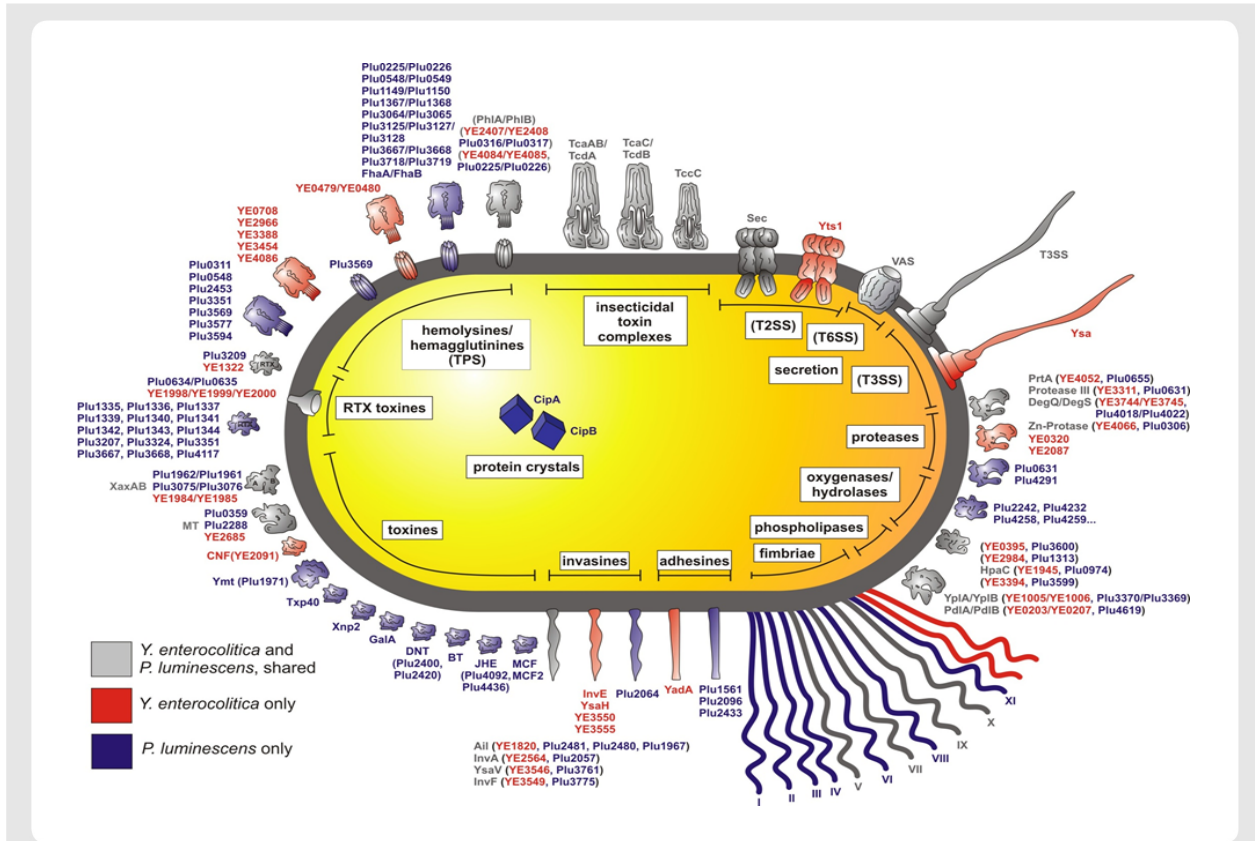 Plu0225/Plu0226
Plu0548/Plu0549
Plu1149/Plu1150
Plu1367/Plu1368
Plu3064/Plu3065
Plu3125/Plu3127/
Plu3128
Plu3667/Plu3668
Plu3718/Plu3719
FhaA/FhaB
(PhlA/PhlB)
(YE2407/YE2408
Plu0316/Plu0317)
(YE4084/YE4085,
Plu0225/Plu0226)
TcaAB/
TcdA
TcaC/
TcdB
TccC
Sec
Yts1
VAS
T3SS
Ysa
YE0479/YE0480
YE0708
YE2966
YE3388
YE3454
YE4086
Plu3569
Plu0311
Plu0548
Plu2453
Plu3351
Plu3569
Plu3577
Plu3594
Plu3209
YE1322
RTX
Plu0634/Plu0635
YE1998/YE1999/YE2000
Plu1335, Plu1336, Plu1337
Plu1339, Plu1340, Plu1341
Plu1342, Plu1343, Plu1344
Plu3207, Plu3324, Plu3351
Plu3667, Plu3668, Plu4117
RTX
XaxAB
Plu1962/Plu1961
Plu3075/Plu3076
YE1984/YE1985
A B
MT
Plu0359
Plu2288
YE2685
CNF(YE2091)
Ymt (Plu1971)
Txp40
Xnp2
GalA
DNT
(Plu2400,
Plu2420)
BT
JHE
(Plu4092,
Plu4436)
MCF
MCF2
hemolysines/
hemagglutinines
(TPS)
insecticidal
toxin
complexes
(T2SS)
(T6SS)
secretion
(T3SS)
RTX toxines
CipA
CipB
protein crystals
proteases
oxygenases/
hydrolases
phospholipases
fimbriae
toxines
invasines
adhesines
PrtA (YE4052, Plu0655)
Protease III (YE3311, Plu0631)
DegQ/DegS (YE3744/YE3745,
Plu4018/Plu4022)
Zn-Protase (YE4066, Plu0306)
YE0320
YE2087
Plu0631
Plu4291
Plu2242, Plu4232
Plu4258, Plu4259...
(YE0395, Plu3600)
(YE2984, Plu1313)
HpaC (YE1945, Plu0974)
(YE3394, Plu3599)
YplA/YplB (YE1005/YE1006, Plu3370/Plu3369)
PdlA/PdlB (YE0203/YE0207, Plu4619)
InvE
YsaH
YE3550
YE3555
Plu2064
YadA
Plu1561
Plu2096
Plu2433
Ail (YE1820, Plu2481, Plu2480, Plu1967)
InvA (YE2564, Plu2057)
YsaV (YE3546, Plu3761)
InvF (YE3549, Plu3775)
I
II
III
IV
V
VI
VII
VIII
IX
X
XI
Y. enterocolitica and
P. luminescens, shared
Y. enterocolitica only
P. luminescens only